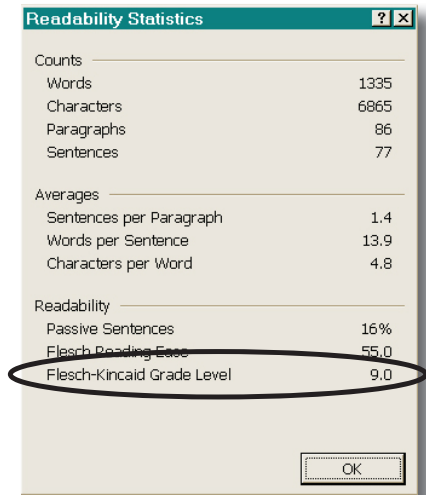 Readability Statistics ? X
Counts
Words 1335
Characters 6865
Paragraphs 86
Sentences 77
Averages
Sentences per Paragraph 1.4
Words per Sentence 13.9
Characters per Word 4.8
Readability
Passive Sentences 16%
Flesch Reading Ease 55.0
Flesch-Kincaid Grade Level 9.0
OK